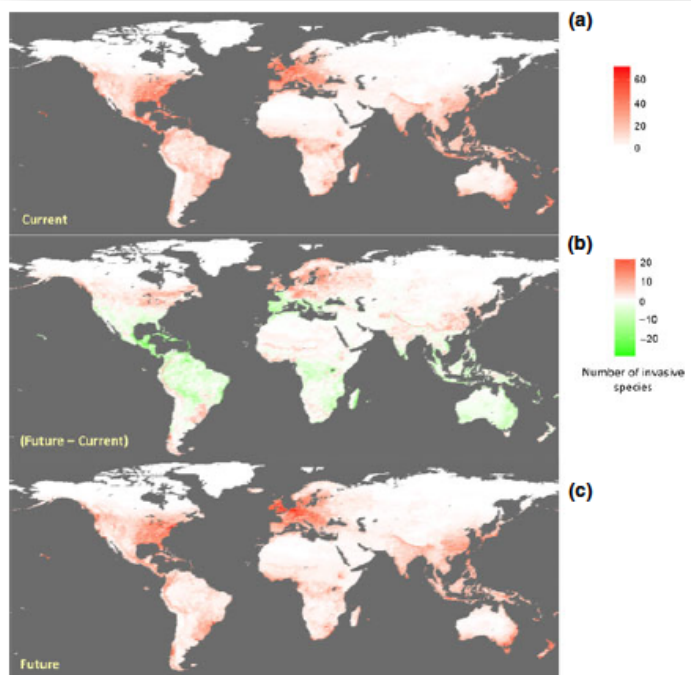 (a)
60
40
20
0
Current
(b)
20
10
0
−10
−20
Number of invasive
species
(Future – Current)
(c)
Future